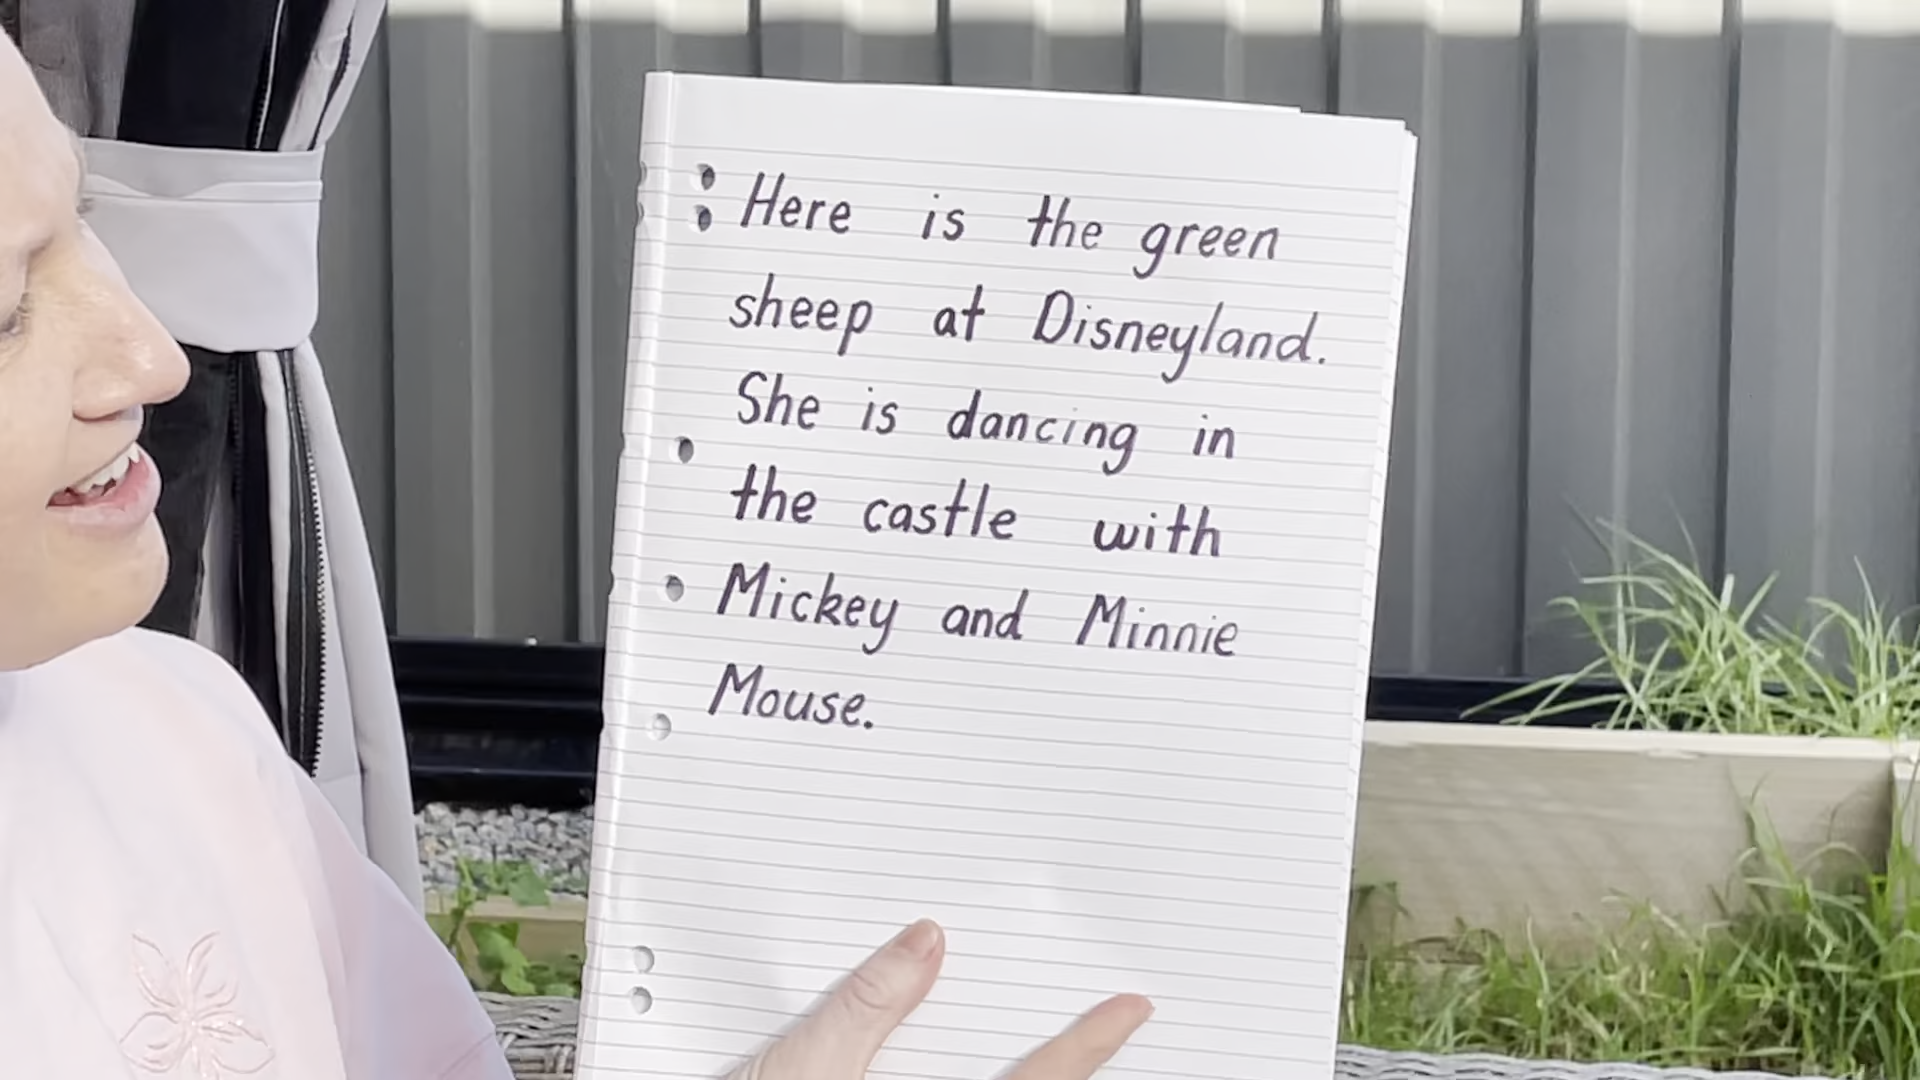 Here is the green
sheep at Disneyland.
She is dancing in
the castle with
Mickey and Minnie
Mouse.